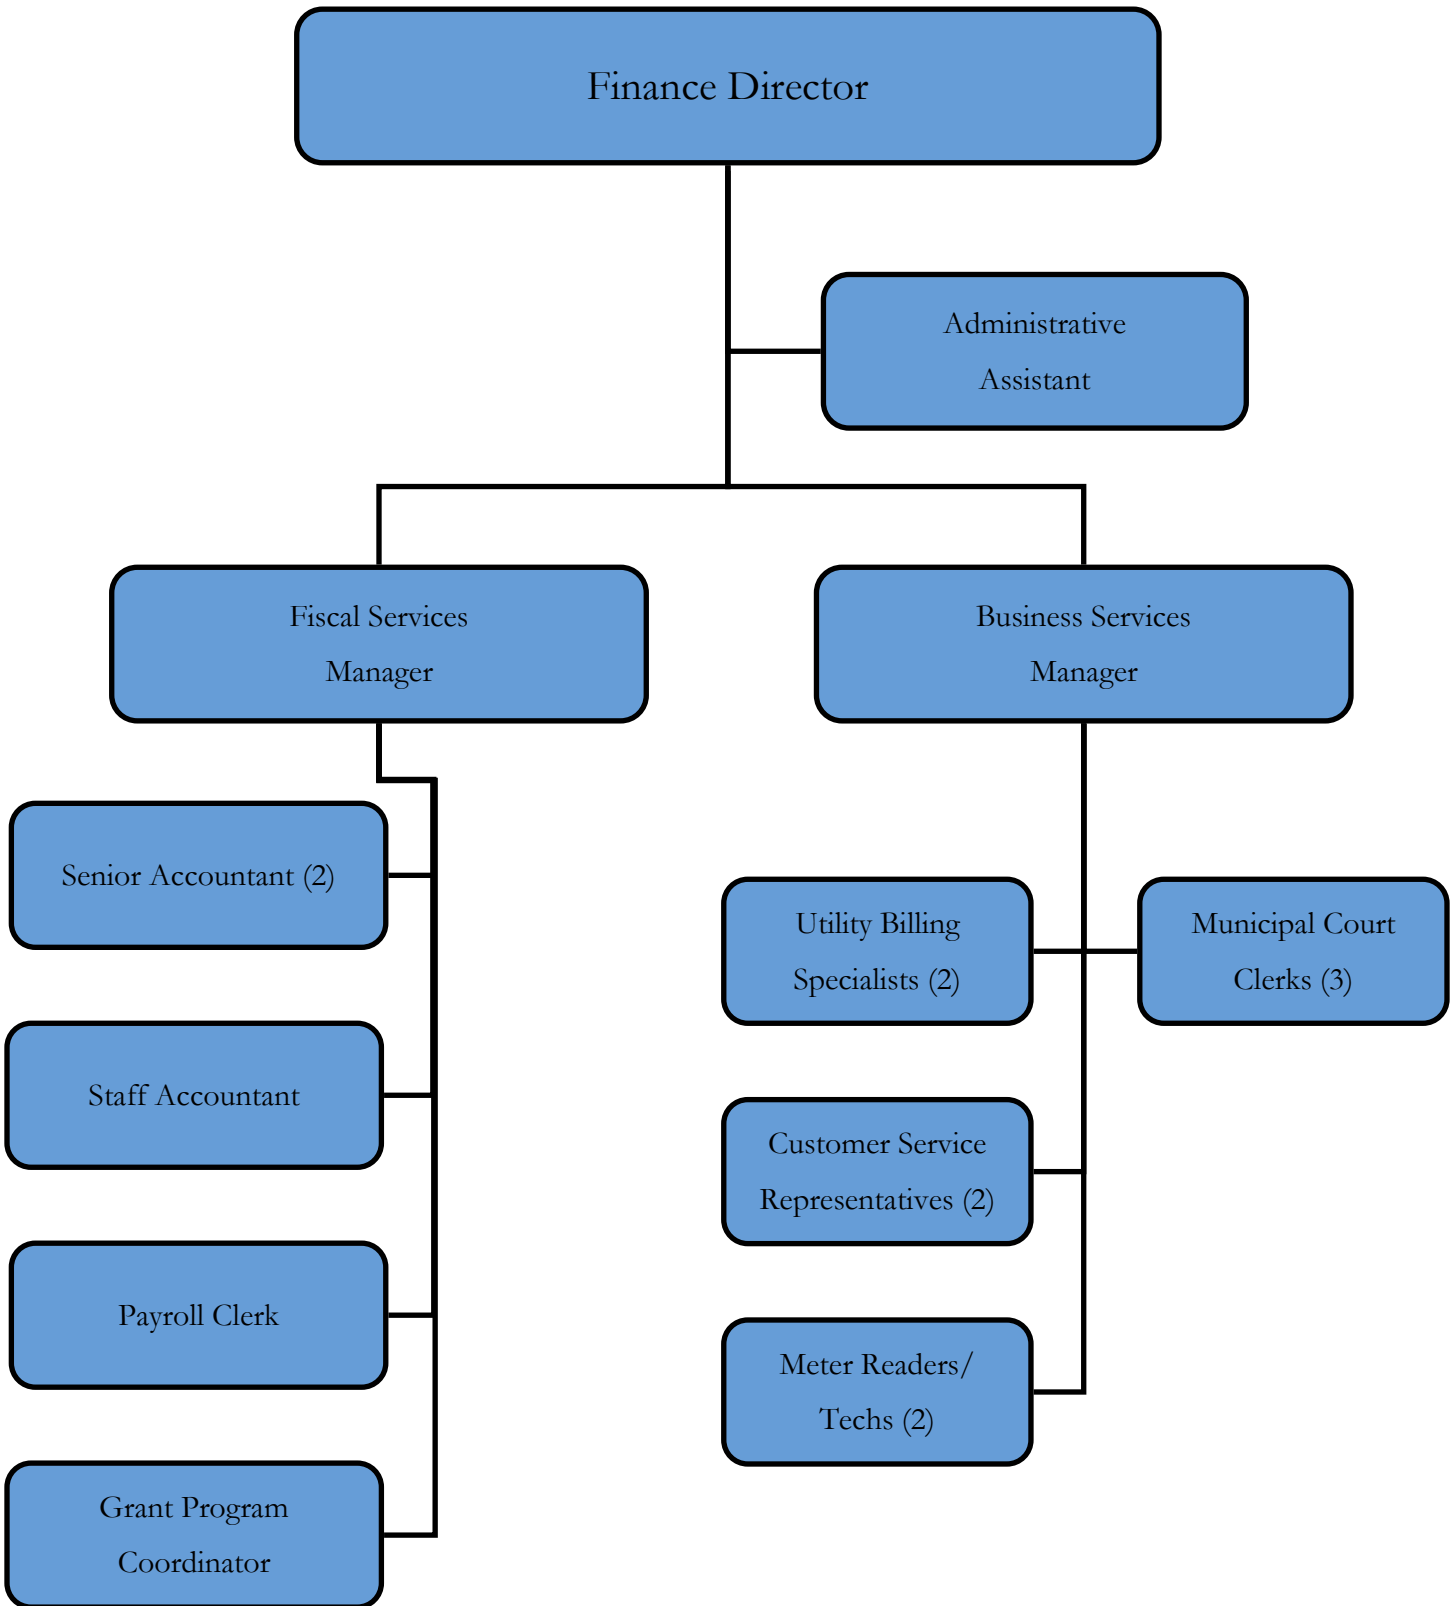 Finance Director
Administrative
Assistant
Fiscal Services
Manager
Business Services
Manager
Senior Accountant (2)
Staff Accountant
Payroll Clerk
Grant Program
Coordinator
Utility Billing
Specialists (2)
Municipal Court
Clerks (3)
Customer Service
Representatives (2)
Meter Readers/
Techs (2)